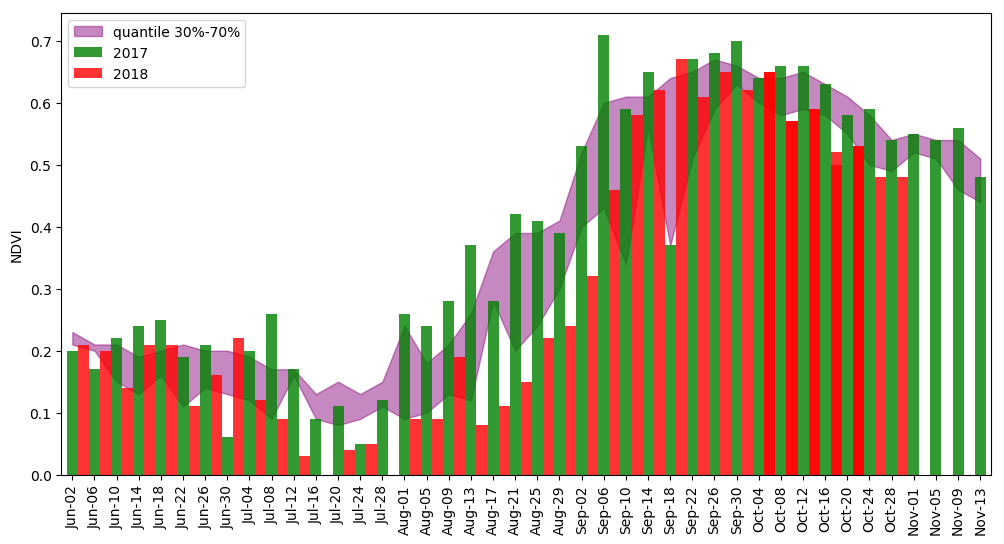 quantile 30%-70%
2017
2018
NDVI
0.7
0.6
0.5
0.4
0.3
0.2
0.1
0.0
Jun-02
Jun-06
Jun-10
Jun-14
Jun-18
Jun-22
Jun-26
Jun-30
Jul-04
Jul-08
Jul-12
Jul-16
Jul-20
Jul-24
Jul-28
Aug-01
Aug-05
Aug-09
Aug-13
Aug-17
Aug-21
Aug-25
Aug-29
Sep-02
Sep-06
Sep-10
Sep-14
Sep-18
Sep-22
Sep-26
Sep-30
Oct-04
Oct-08
Oct-12
Oct-16
Oct-20
Oct-24
Oct-28
Nov-01
Nov-05
Nov-09
Nov-13